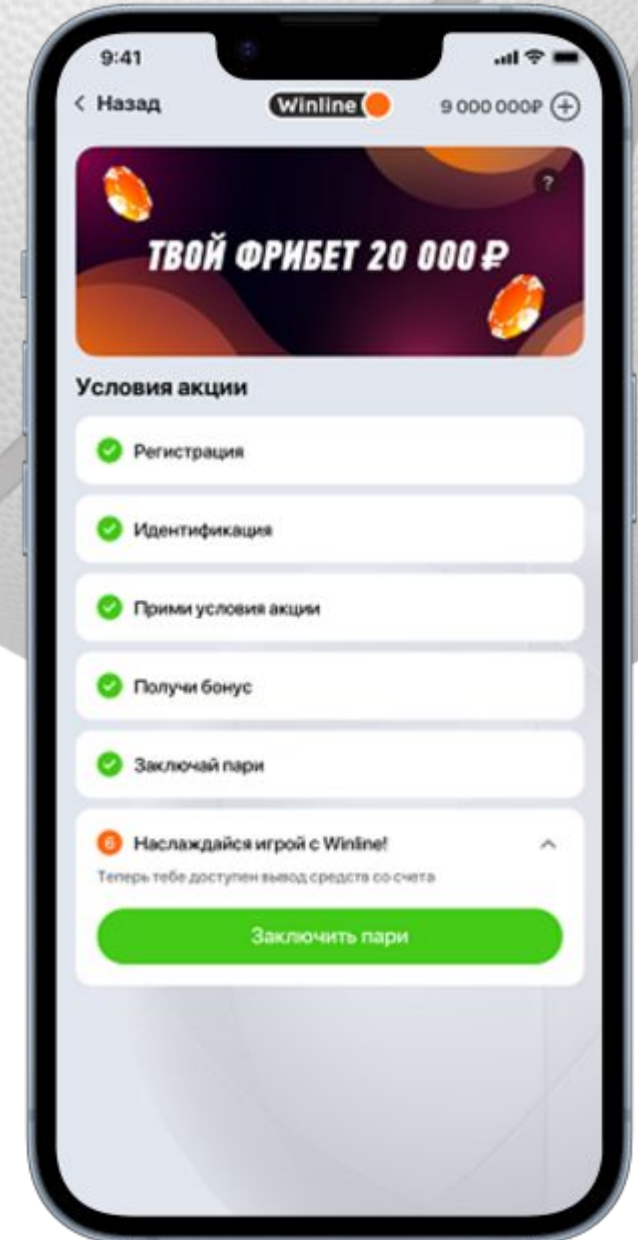 9:41
< Назад
Winline
9 000 000₽
?
ТВОЙ ФРИБЕТ 20 000 ₽
Условия акции
Регистрация
Идентификация
Прими условия акции
Получи бонус
Заключай пари
6 Наслаждайся игрой с Winline!
Теперь тебе доступен вывод средств со счета
Заключить пари